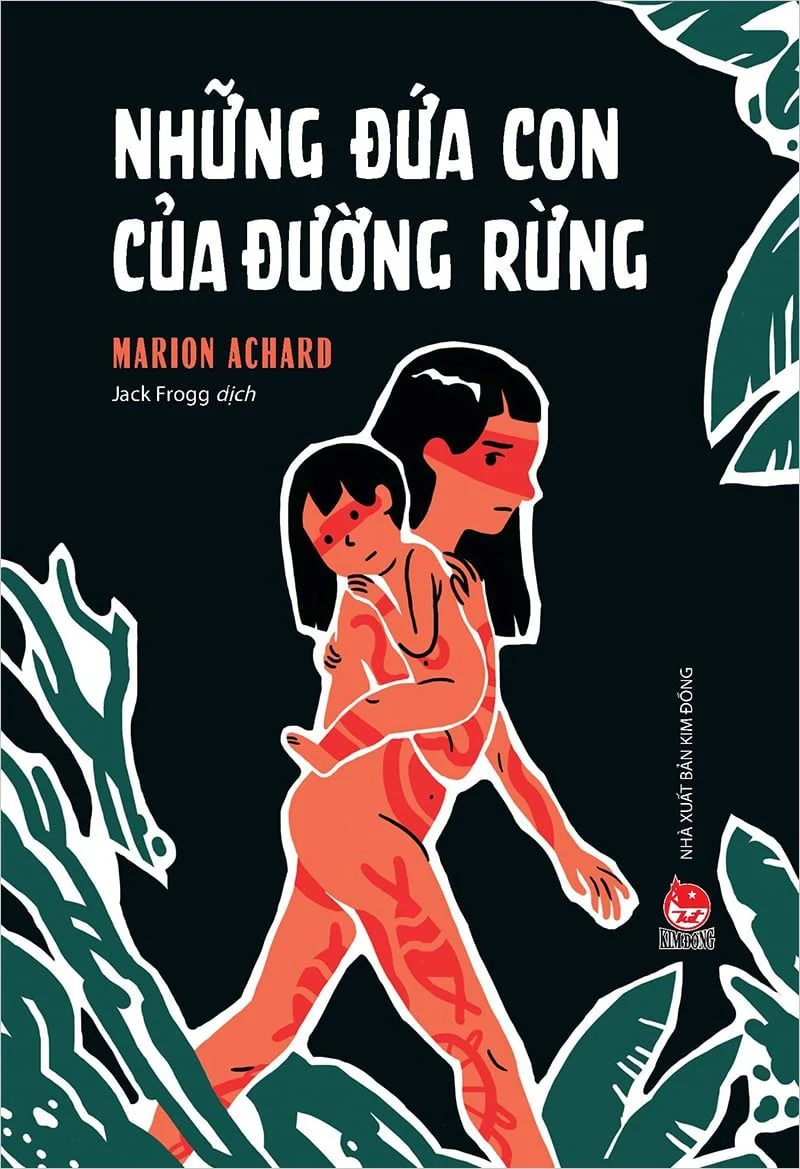 NHỮNG ĐỨA CON
CỦA ĐƯỜNG RỪNG
MARION ACHARD
Jack Frogg dịch
NHÀ XUẤT BẢN KIM ĐỒNG
KIM ĐỒNG